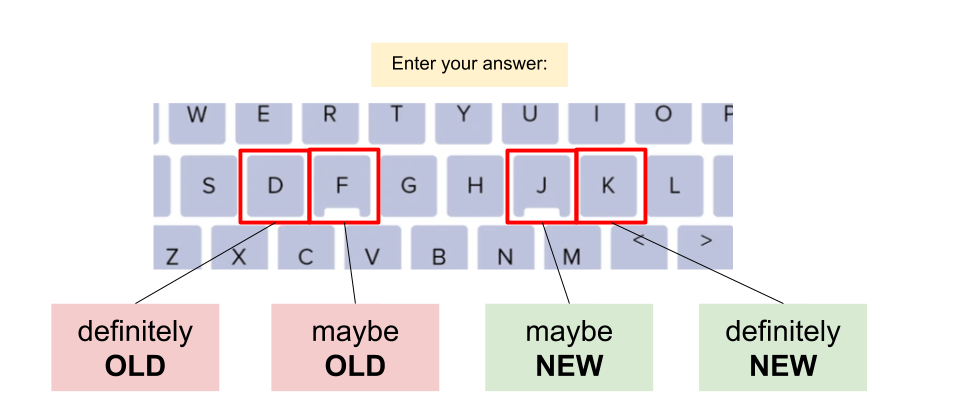 Enter your answer:
W E R T Y U I O P
S D F G H J K L
Z X C V B N M < >
definitely
OLD
maybe
OLD
maybe
NEW
definitely
NEW